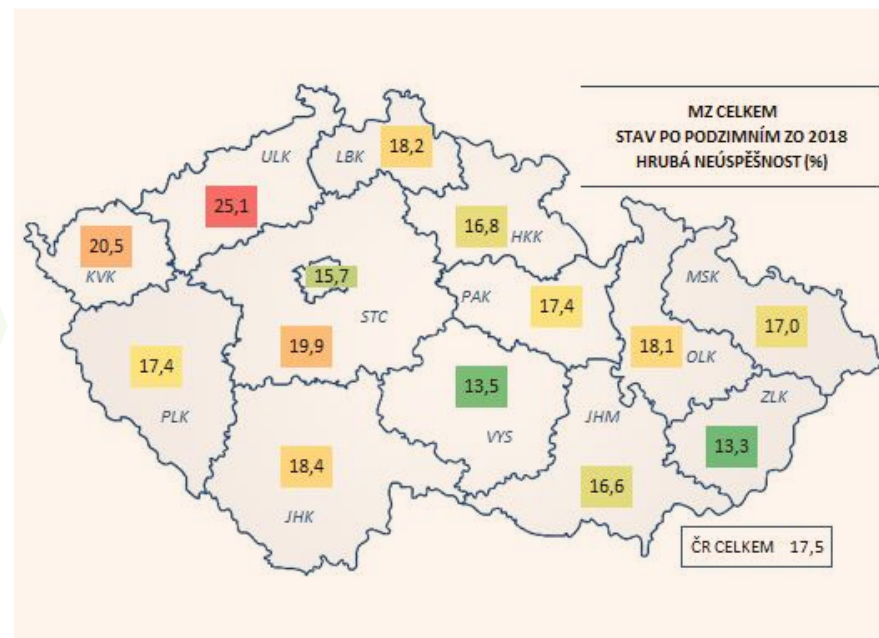 MZ CELKEM
STAV PO PODZIMNÍM ZO 2018
HRUBÁ NEÚSPĚŠNOST (%)
ULK
LBK
18,2
25,1
16,8
HKK
20,5
KVK
15,7
MSK
PAK
17,4
17,0
STC
19,9
18,1
OLK
17,4
PLK
13,5
VYS
JHM
ZLK
13,3
18,4
JHK
16,6
ČR CELKEM 17,5